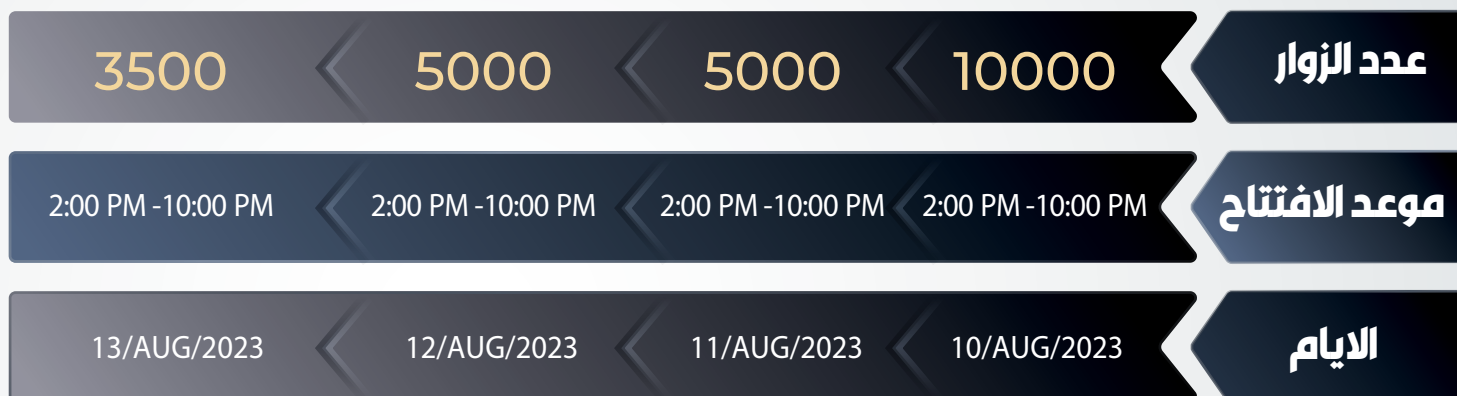 عدد الزوار 10000 5000 5000 3500
موعد الافتتاح 2:00 PM -10:00 PM 2:00 PM -10:00 PM 2:00 PM -10:00 PM 2:00 PM -10:00 PM
الايام 10/AUG/2023 11/AUG/2023 12/AUG/2023 13/AUG/2023